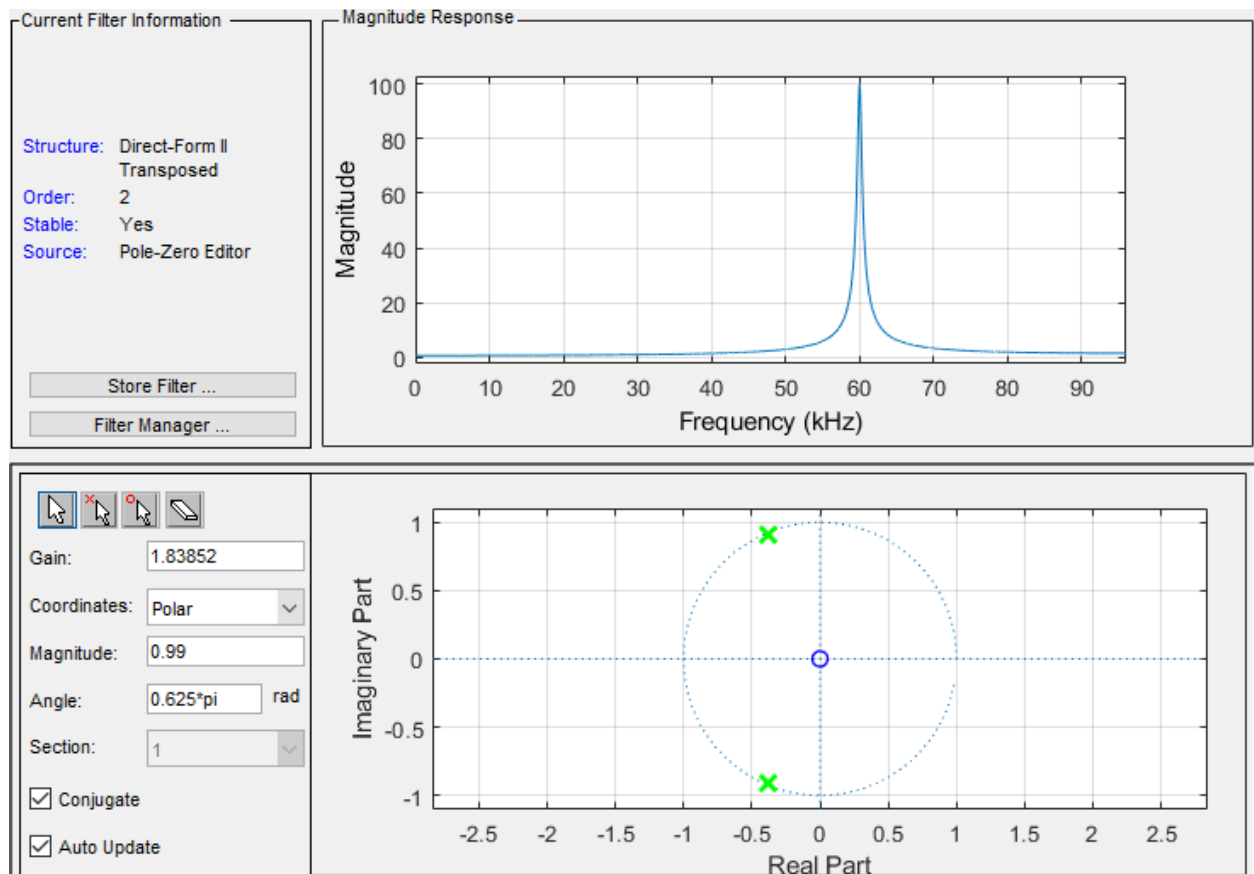 Current Filter Information
Structure: Direct-Form II
Transposed
Order: 2
Stable: Yes
Source: Pole-Zero Editor
Store Filter ...
Filter Manager ...
Magnitude Response
100
80
60
40
20
0
Magnitude
0 10 20 30 40 50 60 70 80 90
Frequency (kHz)
Gain: 1.83852
Coordinates: Polar
Magnitude: 0.99
Angle: 0.625*pi rad
Section: 1
Conjugate
Auto Update
1
0.5
0
-0.5
-1
Imaginary Part
-2.5 -2 -1.5 -1 -0.5 0 0.5 1 1.5 2 2.5
Real Part